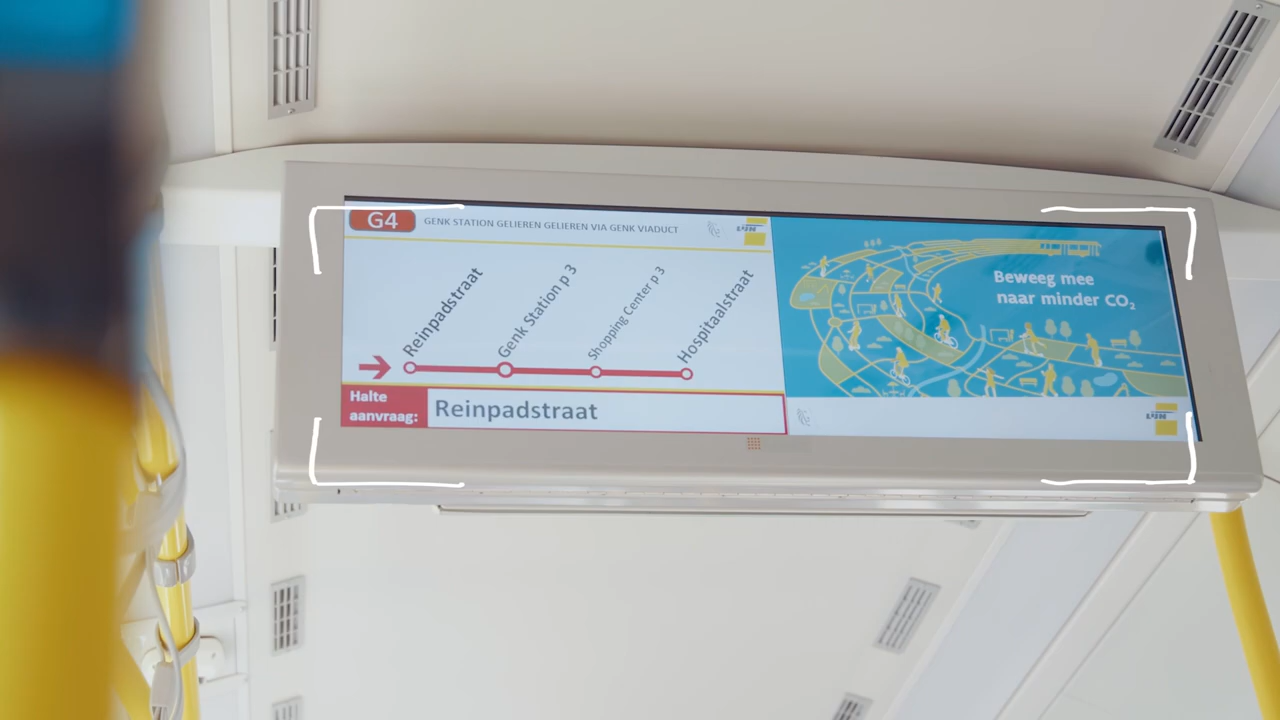 G4 GENK STATION GELIEREN GELIEREN VIA GENK VIADUCT
Reinpadstraat
Genk Station p 3
Shopping Center p 3
Hospitaalstraat
Halte aanvraag:
Reinpadstraat
Beweeg mee
naar minder CO₂